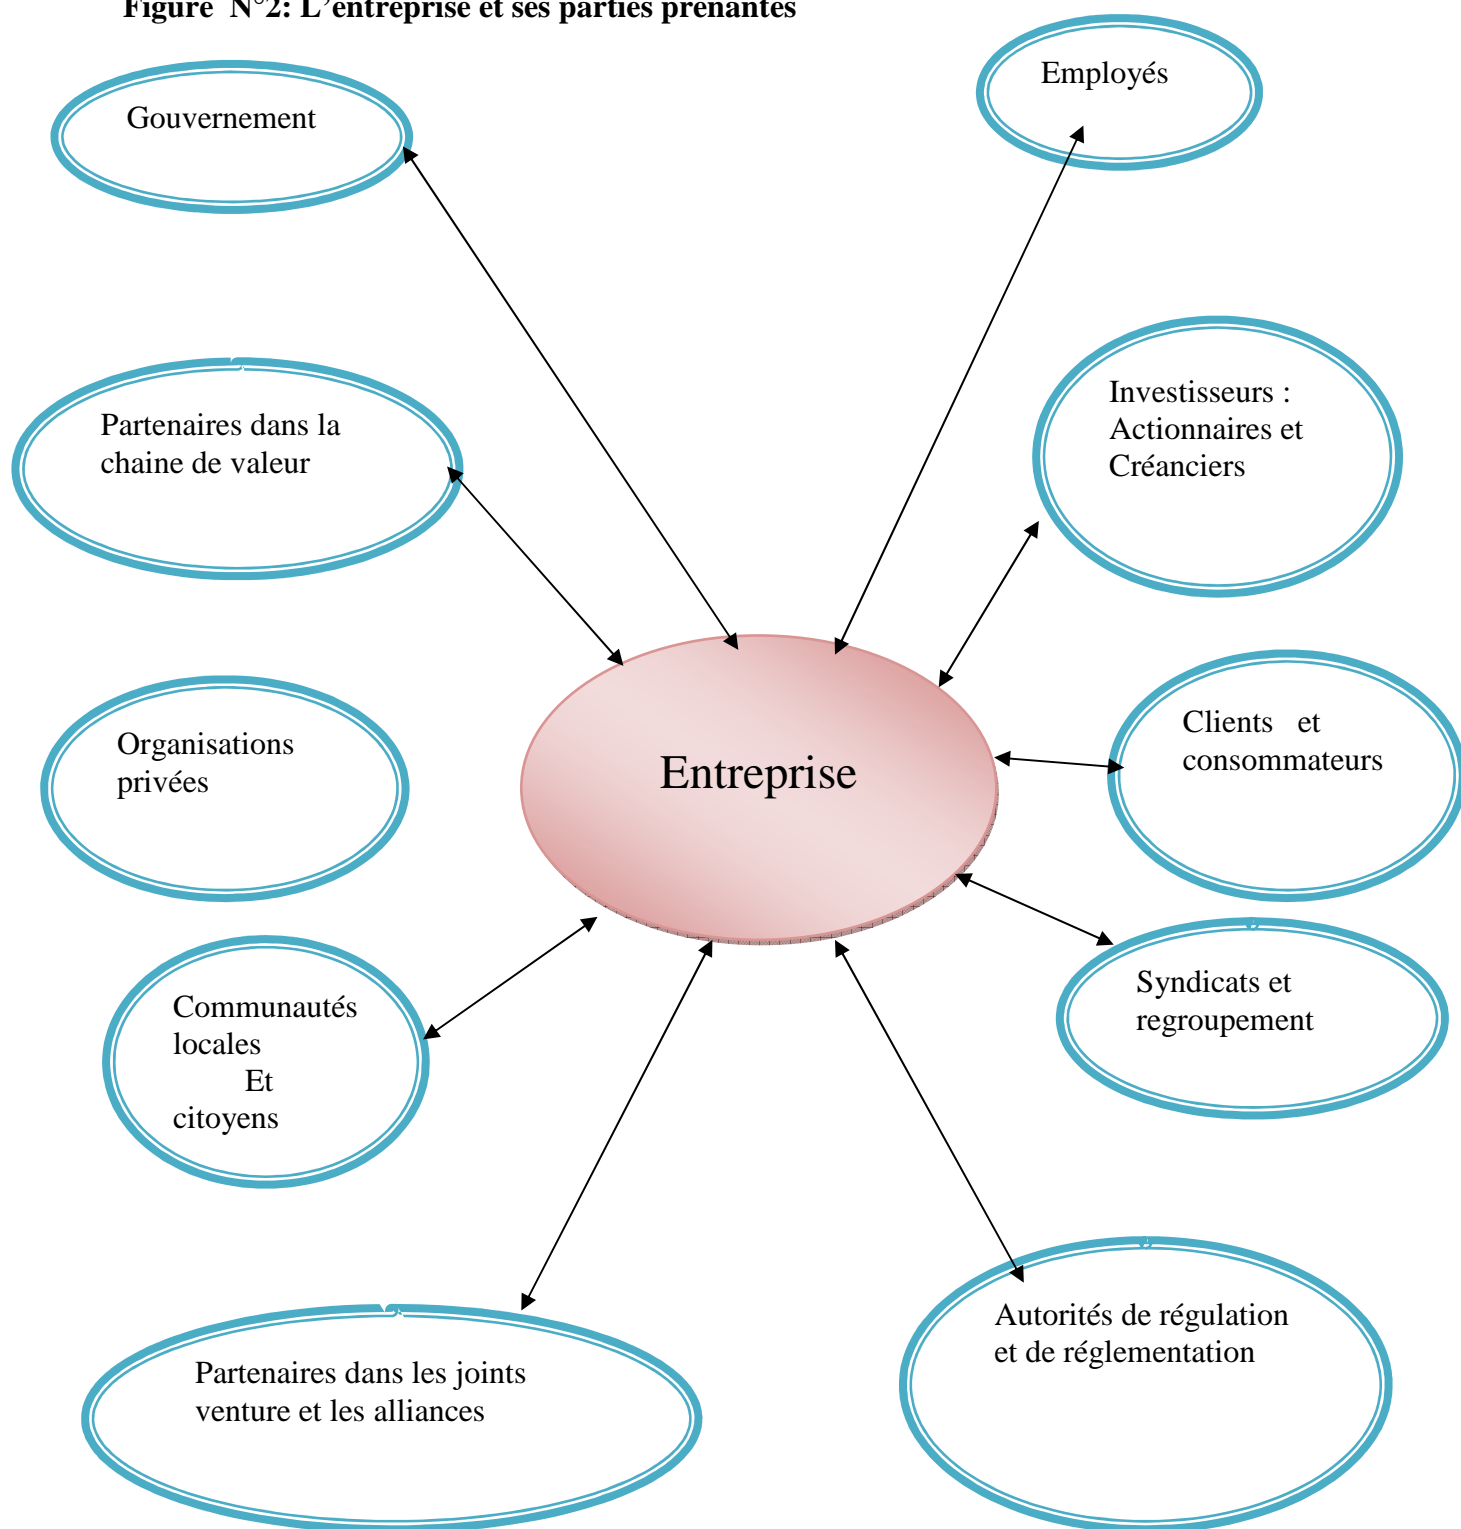 Figure N°2: L'entreprise et ses parties prenantes
Gouvernement
Employés
Partenaires dans la
chaine de valeur
Investisseurs :
Actionnaires et
Créanciers
Organisations
privées
Entreprise
Clients et
consommateurs
Communautés
locales
Et
citoyens
Syndicats et
regroupement
Partenaires dans les joints
venture et les alliances
Autorités de régulation
et de réglementation